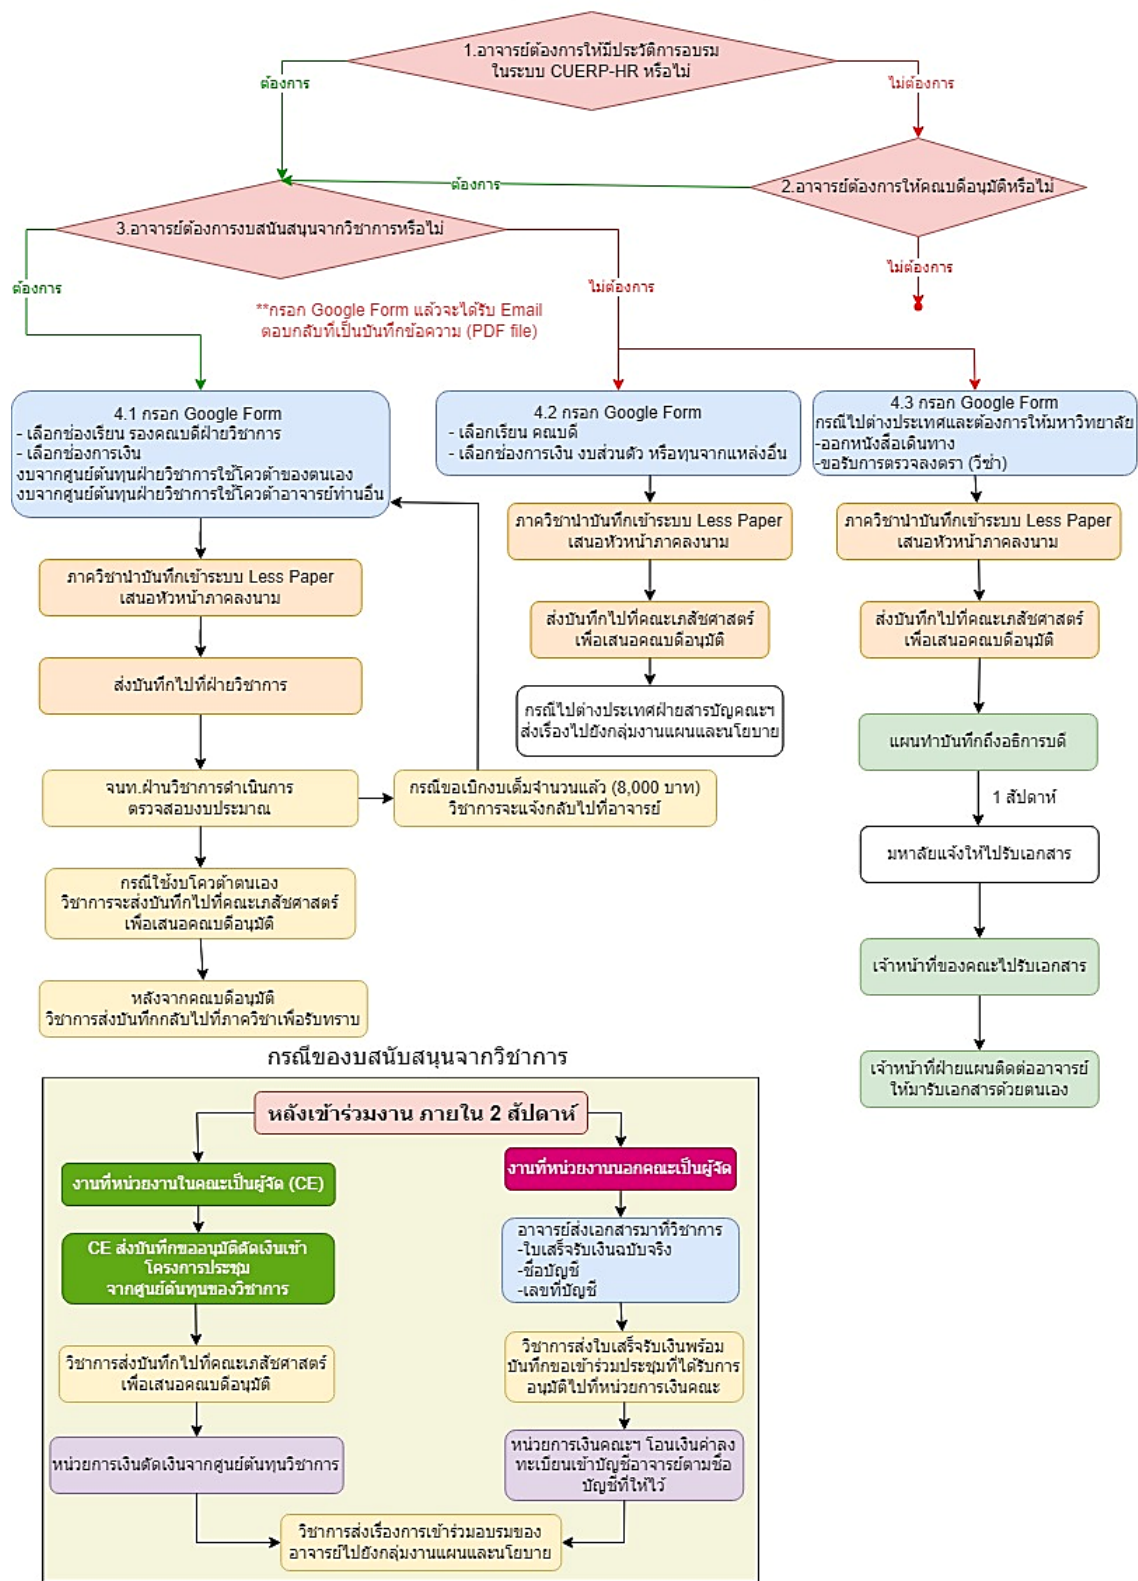 1.อาจารย์ต้องการให้มีประวัติการอบรม
ในระบบ CUERP-HR หรือไม่
ต้องการ
ไม่ต้องการ
2.อาจารย์ต้องการให้คณบดีอนุมัติหรือไม่
ต้องการ
ไม่ต้องการ
3.อาจารย์ต้องการงบสนันสนุนจากวิชาการหรือไม่
ต้องการ
ไม่ต้องการ
**กรอก Google Form แล้วจะได้รับ Email
ตอบกลับที่เป็นบันทึกข้อความ (PDF file)
4.1 กรอก Google Form
- เลือกช่องเรียน รองคณบดีฝ่ายวิชาการ
- เลือกช่องการเงิน
งบจากศูนย์ต้นทุนฝ่ายวิชาการใช้โควต้าของตนเอง
งบจากศูนย์ต้นทุนฝ่ายวิชาการใช้โควต้าอาจารย์ท่านอื่น
ภาควิชานำบันทึกเข้าระบบ Less Paper
เสนอหัวหน้าภาคลงนาม
ส่งบันทึกไปที่ฝ่ายวิชาการ
จนท.ฝ่านวิชาการดำเนินการ
ตรวจสอบงบประมาณ
กรณีขอเบิกงบเต็มจำนวนแล้ว (8,000 บาท)
วิชาการจะแจ้งกลับไปที่อาจารย์
กรณีใช้งบโควต้าตนเอง
วิชาการจะส่งบันทึกไปที่คณะเภสัชศาสตร์
เพื่อเสนอคณบดีอนุมัติ
หลังจากคณบดีอนุมัติ
วิชาการส่งบันทึกกลับไปที่ภาควิชาเพื่อรับทราบ
4.2 กรอก Google Form
- เลือกเรียน คณบดี
- เลือกช่องการเงิน งบส่วนตัว หรือทุนจากแหล่งอื่น
ภาควิชานำบันทึกเข้าระบบ Less Paper
เสนอหัวหน้าภาคลงนาม
ส่งบันทึกไปที่คณะเภสัชศาสตร์
เพื่อเสนอคณบดีอนุมัติ
กรณีไปต่างประเทศฝ่ายสารบัญคณะฯ
ส่งเรื่องไปยังกลุ่มงานแผนและนโยบาย
4.3 กรอก Google Form
กรณีไปต่างประเทศและต้องการให้มหาวิทยาลัย
-ออกหนังสือเดินทาง
-ขอรับการตรวจลงตรา (วีซ่า)
ภาควิชานำบันทึกเข้าระบบ Less Paper
เสนอหัวหน้าภาคลงนาม
ส่งบันทึกไปที่คณะเภสัชศาสตร์
เพื่อเสนอคณบดีอนุมัติ
แผนทำบันทึกถึงอธิการบดี
1 สัปดาห์
มหาลัยแจ้งให้ไปรับเอกสาร
เจ้าหน้าที่ของคณะไปรับเอกสาร
เจ้าหน้าที่ฝ่ายแผนติดต่ออาจารย์
ให้มารับเอกสารด้วยตนเอง
กรณีของบสนับสนุนจากวิชาการ
หลังเข้าร่วมงาน ภายใน 2 สัปดาห์
งานที่หน่วยงานในคณะเป็นผู้จัด (CE)
CE ส่งบันทึกขออนุมัติตัดเงินเข้า
โครงการประชุม
จากศูนย์ต้นทุนของวิชาการ
วิชาการส่งบันทึกไปที่คณะเภสัชศาสตร์
เพื่อเสนอคณบดีอนุมัติ
หน่วยการเงินตัดเงินจากศูนย์ต้นทุนวิชาการ
งานที่หน่วยงานนอกคณะเป็นผู้จัด
อาจารย์ส่งเอกสารมาที่วิชาการ
-ใบเสร็จรับเงินฉบับจริง
-ชื่อบัญชี
-เลขที่บัญชี
วิชาการส่งใบเสร็จรับเงินพร้อม
บันทึกขอเข้าร่วมประชุมที่ได้รับการ
อนุมัติไปที่หน่วยการเงินคณะ
หน่วยการเงินคณะฯ โอนเงินค่าลง
ทะเบียนเข้าบัญชีอาจารย์ตามชื่อ
บัญชีที่ให้ไว้
วิชาการส่งเรื่องการเข้าร่วมอบรมของ
อาจารย์ไปยังกลุ่มงานแผนและนโยบาย